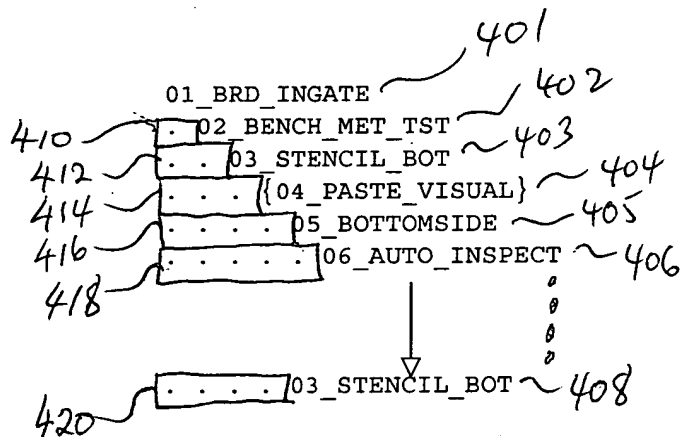 01_BRD_INGATE 401
410 . . 02_BENCH_MET_TST 402
412 . . . 03_STENCIL_BOT 403
414 . . . . {04_PASTE_VISUAL} 404
416 . . . . . 05_BOTTOMSIDE 405
418 . . . . . . 06_AUTO_INSPECT 406
420 . . . . . 03_STENCIL_BOT 408